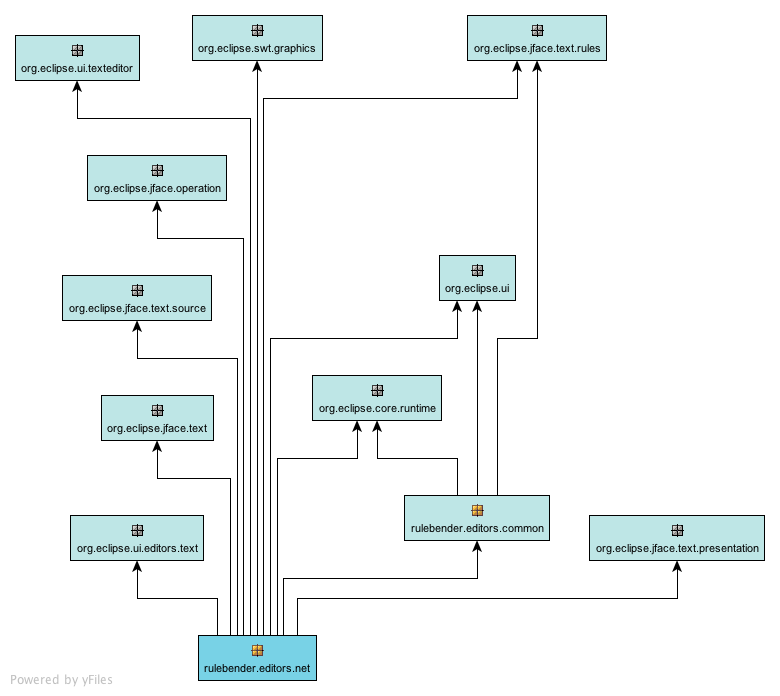 org.eclipse.swt.graphics
org.eclipse.jface.text.rules
org.eclipse.ui.texteditor
org.eclipse.jface.operation
org.eclipse.ui
org.eclipse.jface.text.source
org.eclipse.core.runtime
org.eclipse.jface.text
rulebender.editors.common
org.eclipse.ui.editors.text
org.eclipse.jface.text.presentation
rulebender.editors.net
Powered by yFiles